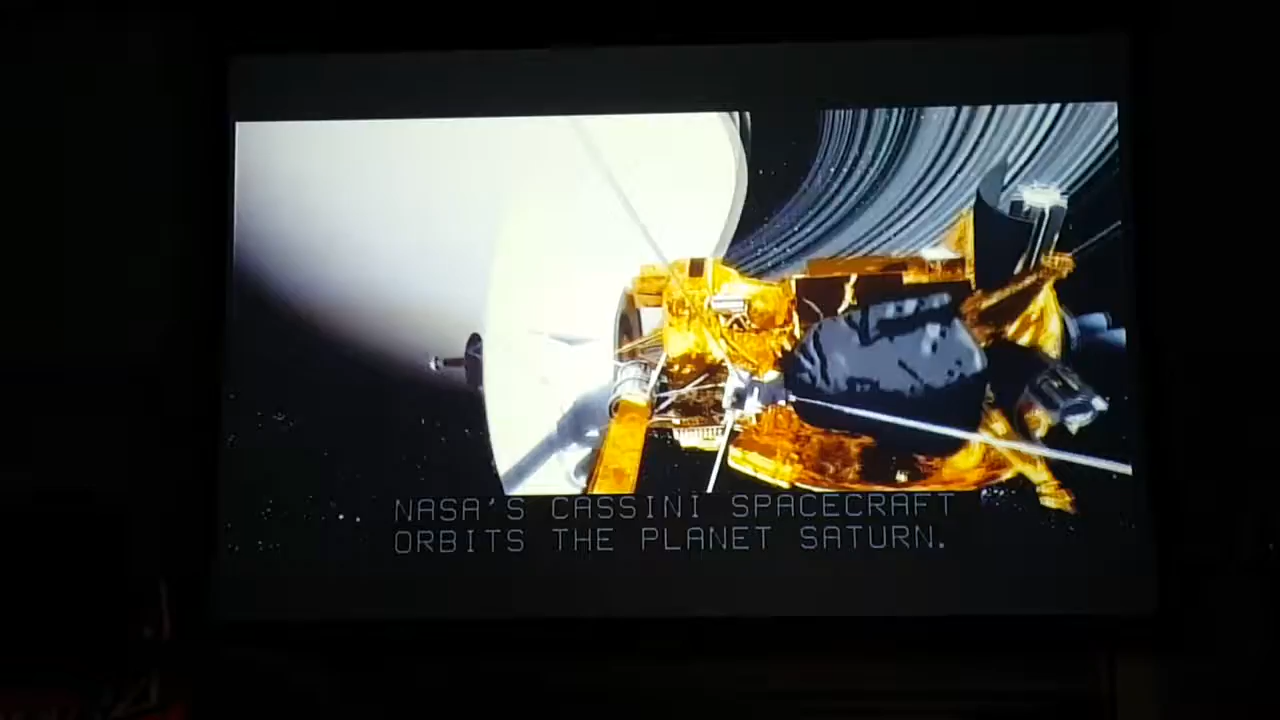 NASA'S CASSINI SPACECRAFT
ORBITS THE PLANET SATURN.